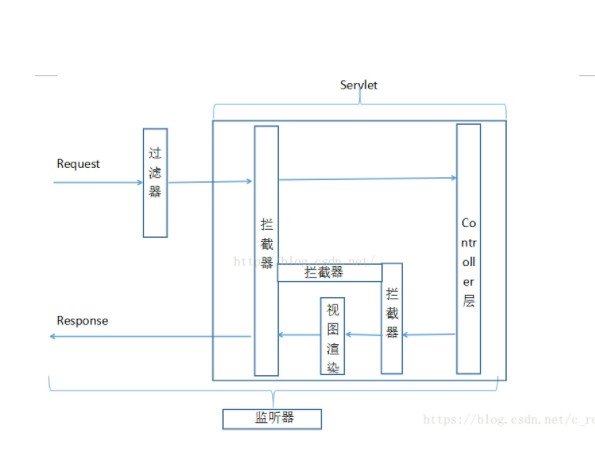 Servlet
Request
过滤器
拦截器
Controller层
http://blog.csdn.net/
拦截器
拦截器
视图渲染
Response
监听器
https://blog.csdn.net/c_ro